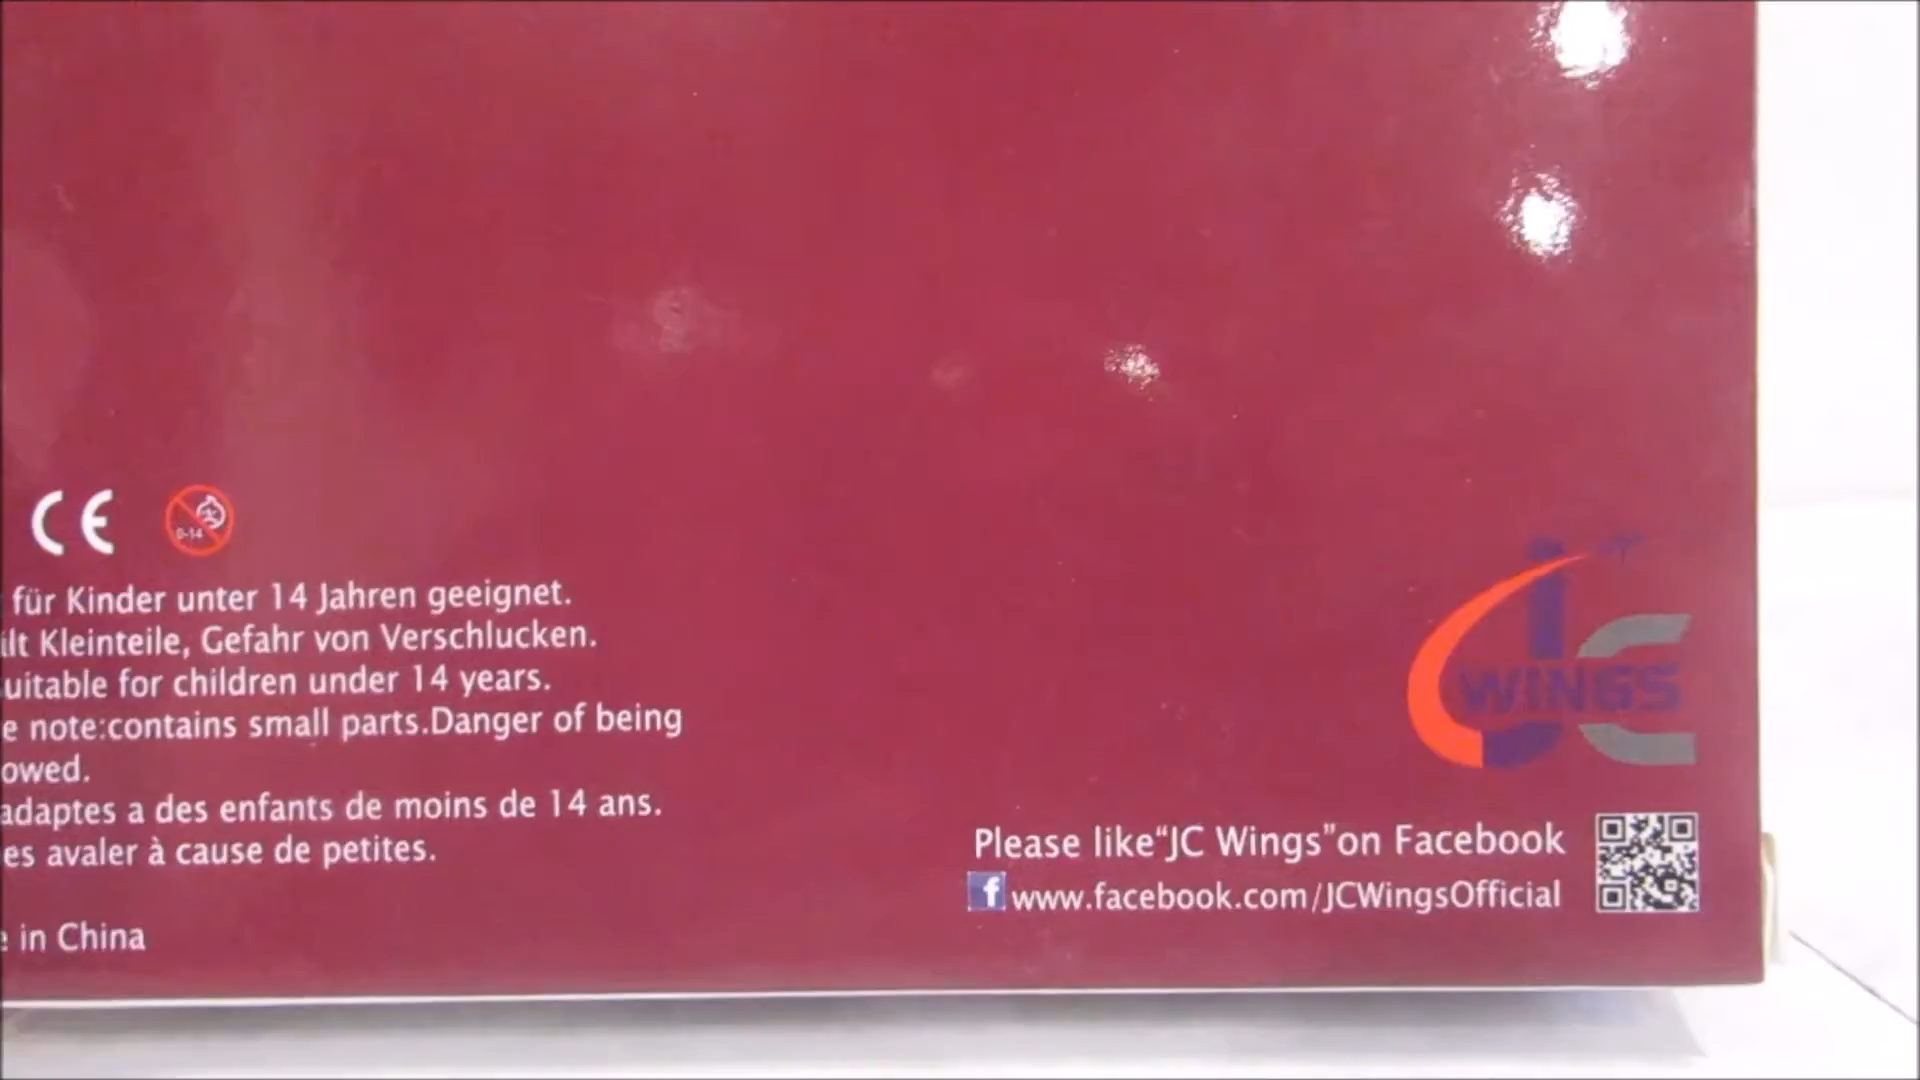 CE
0-14
für Kinder unter 14 Jahren geeignet.
ält Kleinteile, Gefahr von Verschlucken.
uitable for children under 14 years.
e note:contains small parts.Danger of being
owed.
adaptes a des enfants de moins de 14 ans.
es avaler à cause de petites.
e in China
JC
WINGS
Please like“JC Wings”on Facebook
f www.facebook.com/JCWingsOfficial